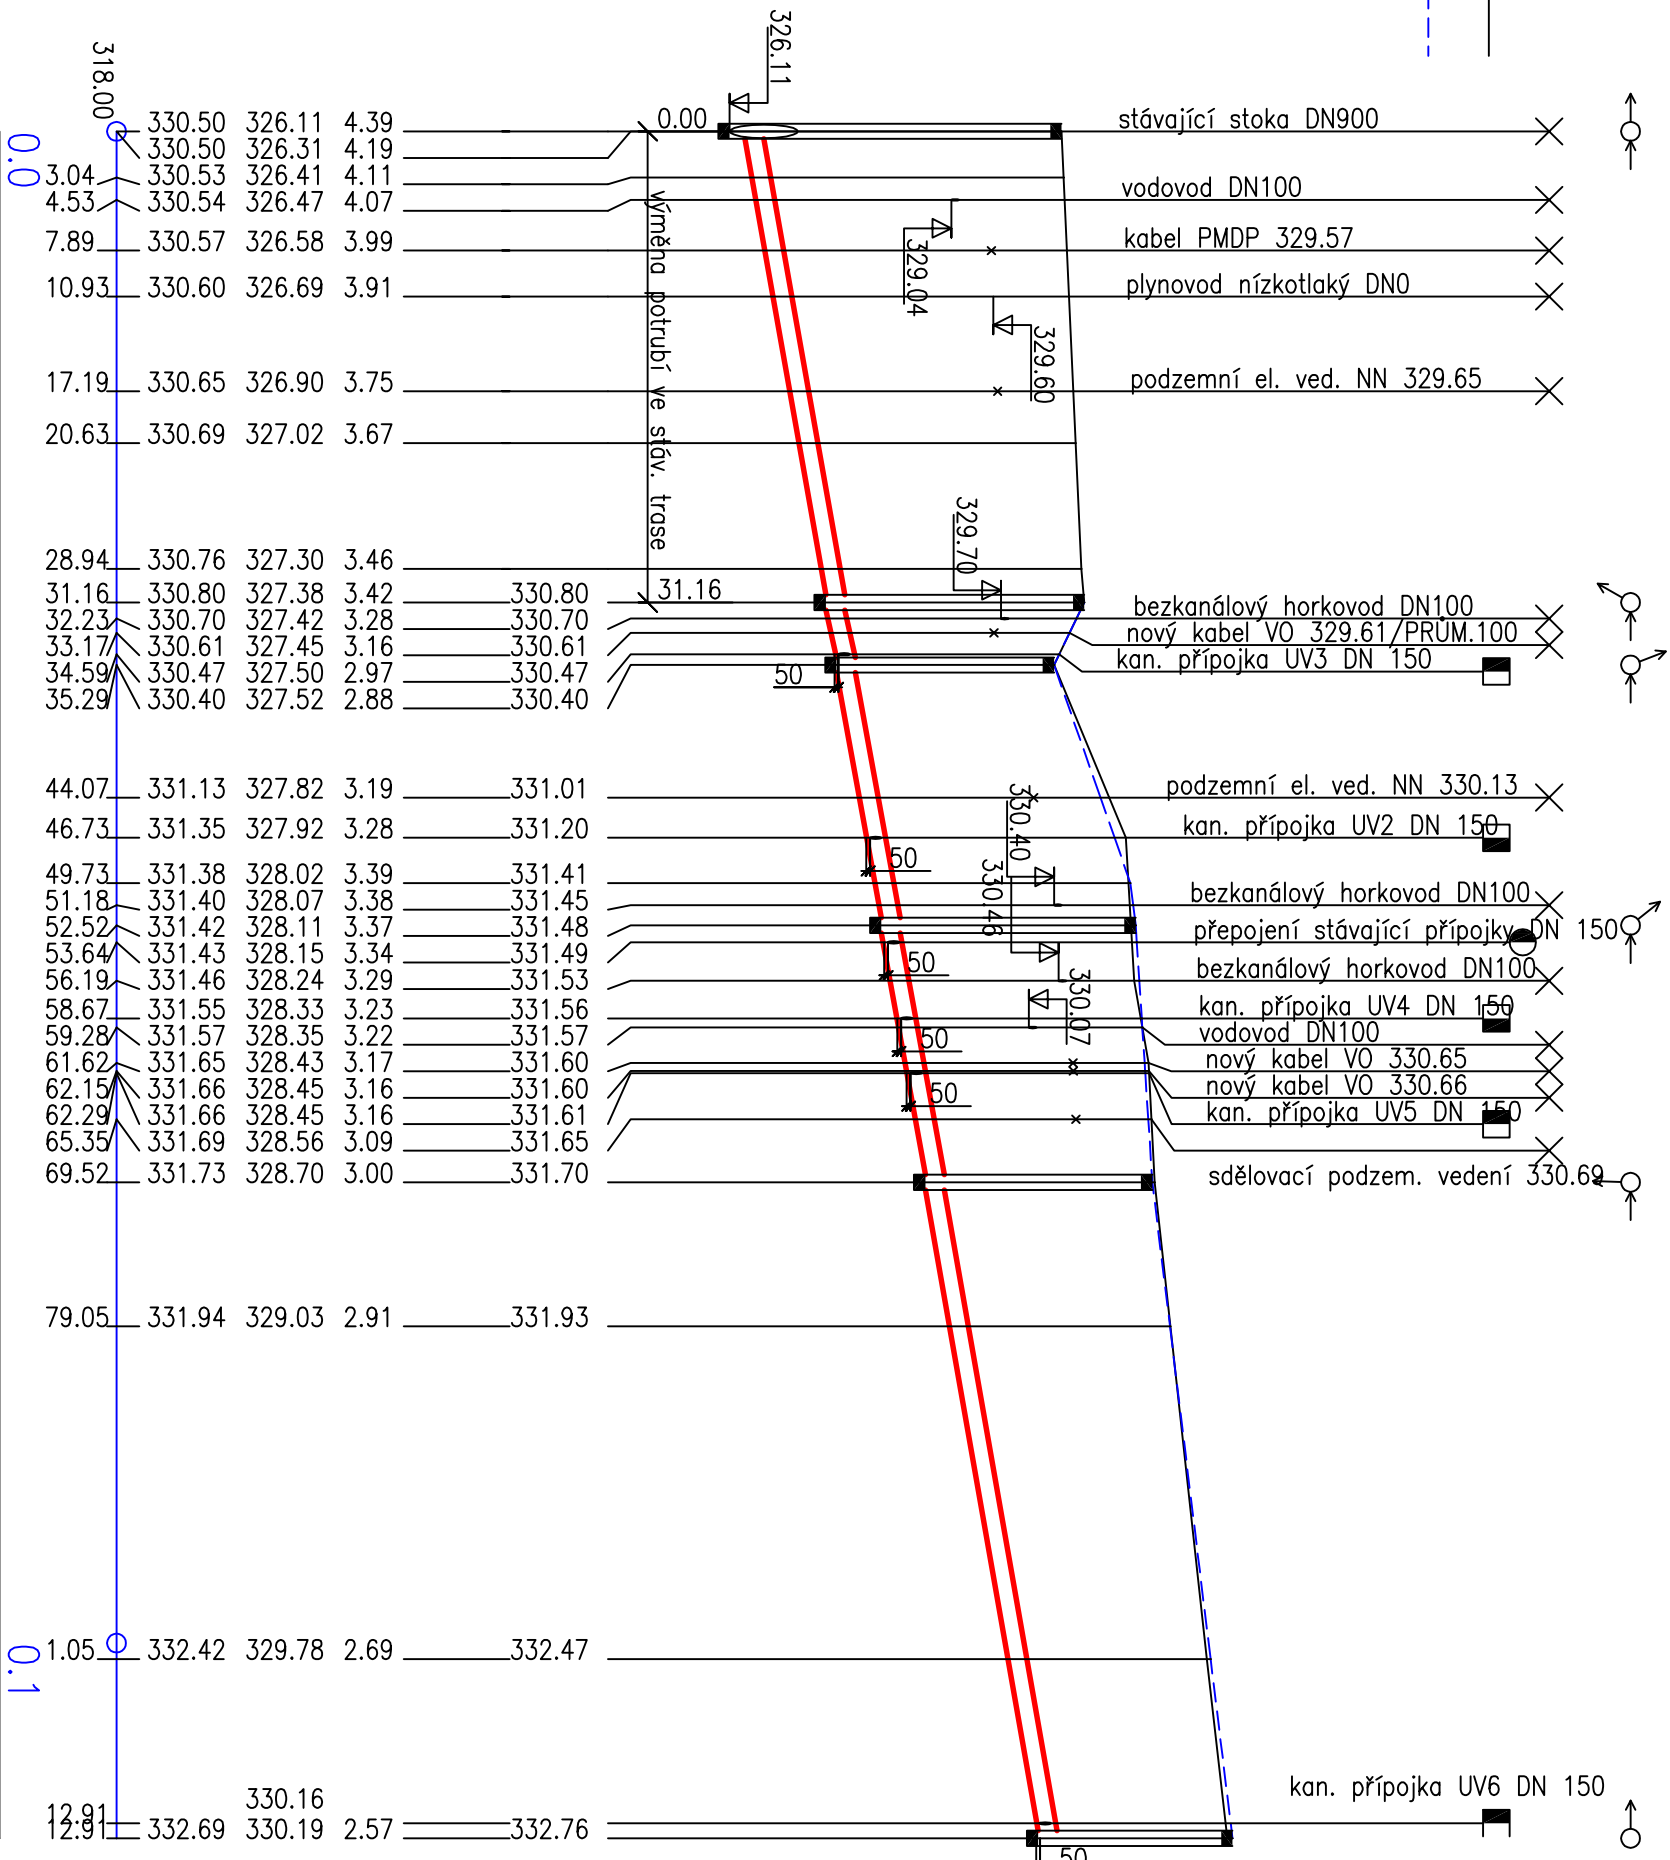 326.11
318.00
0.0
330.50 326.11 4.39 0.00 stávající stoka DN900
330.50 326.31 4.19
3.04 330.53 326.41 4.11
4.53 330.54 326.47 4.07 vodovod DN100
329.04
7.89 330.57 326.58 3.99 kabel PMDP 329.57
10.93 330.60 326.69 3.91 plynovod nízkotlaký DN0
329.60
výměna potrubí ve stáv. trase
17.19 330.65 326.90 3.75 podzemní el. ved. NN 329.65
20.63 330.69 327.02 3.67
329.70
28.94 330.76 327.30 3.46
31.16 330.80 327.38 3.42 330.80 31.16
32.23 330.70 327.42 3.28 330.70 bezkanálový horkovod DN100
33.17 330.61 327.45 3.16 330.61 nový kabel VO 329.61/PRŮM.100
34.59 330.47 327.50 2.97 330.47 kan. přípojka UV3 DN 150
50
35.29 330.40 327.52 2.88 330.40
44.07 331.13 327.82 3.19 331.01 podzemní el. ved. NN 330.13
330.40
46.73 331.35 327.92 3.28 331.20 kan. přípojka UV2 DN 150
50
49.73 331.38 328.02 3.39 331.41
330.46
51.18 331.40 328.07 3.38 331.45 bezkanálový horkovod DN100
52.52 331.42 328.11 3.37 331.48
53.64 331.43 328.15 3.34 331.49 přepojení stávající přípojky DN 150
50
56.19 331.46 328.24 3.29 331.53 bezkanálový horkovod DN100
330.07
58.67 331.55 328.33 3.23 331.56 kan. přípojka UV4 DN 150
50
59.28 331.57 328.35 3.22 331.57 vodovod DN100
61.62 331.65 328.43 3.17 331.60 nový kabel VO 330.65
62.15 331.66 328.45 3.16 331.60 nový kabel VO 330.66
50
62.29 331.66 328.45 3.16 331.61 kan. přípojka UV5 DN 150
65.35 331.69 328.56 3.09 331.65
sdělovací podzem. vedení 330.69
69.52 331.73 328.70 3.00 331.70
79.05 331.94 329.03 2.91 331.93
0.1
1.05 332.42 329.78 2.69 332.47
12.91 330.16 kan. přípojka UV6 DN 150
12.91 332.69 330.19 2.57 332.76
50